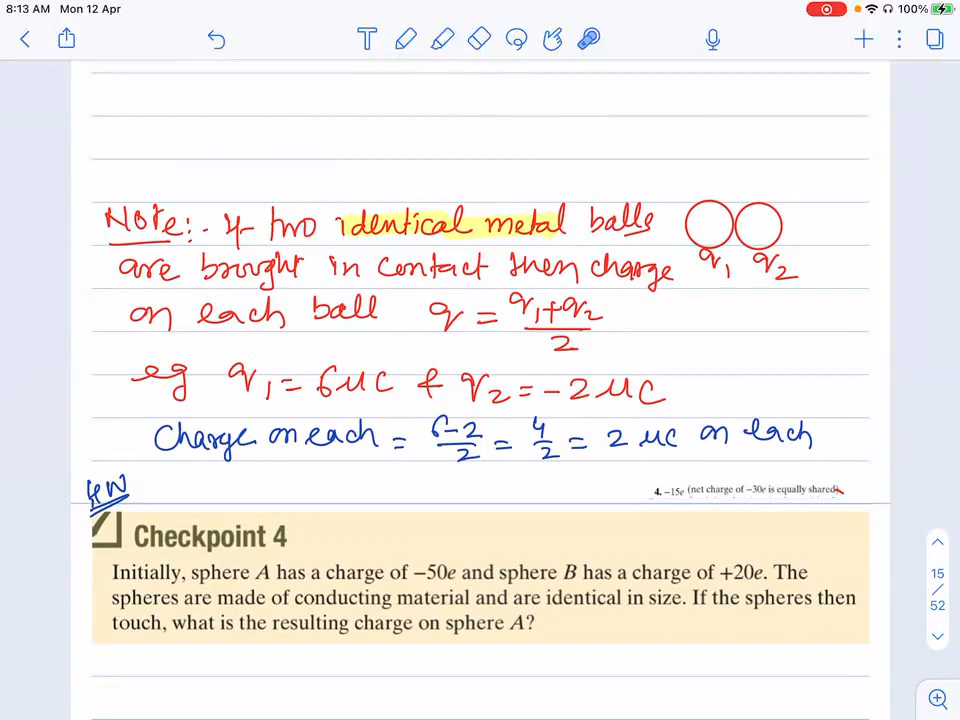 8:13 AM Mon 12 Apr
100%
Note:- If two identical metal balls
are brought in contact then charge q1 q2
on each ball q = q1+q2/2
eg q1 = 6μC & q2 = -2μC
Charge on each = 6-2/2 = 4/2 = 2 μC on each
HW
4. −15e (net charge of −30e is equally shared)
Checkpoint 4
Initially, sphere A has a charge of −50e and sphere B has a charge of +20e. The
spheres are made of conducting material and are identical in size. If the spheres then
touch, what is the resulting charge on sphere A?
15
/
52